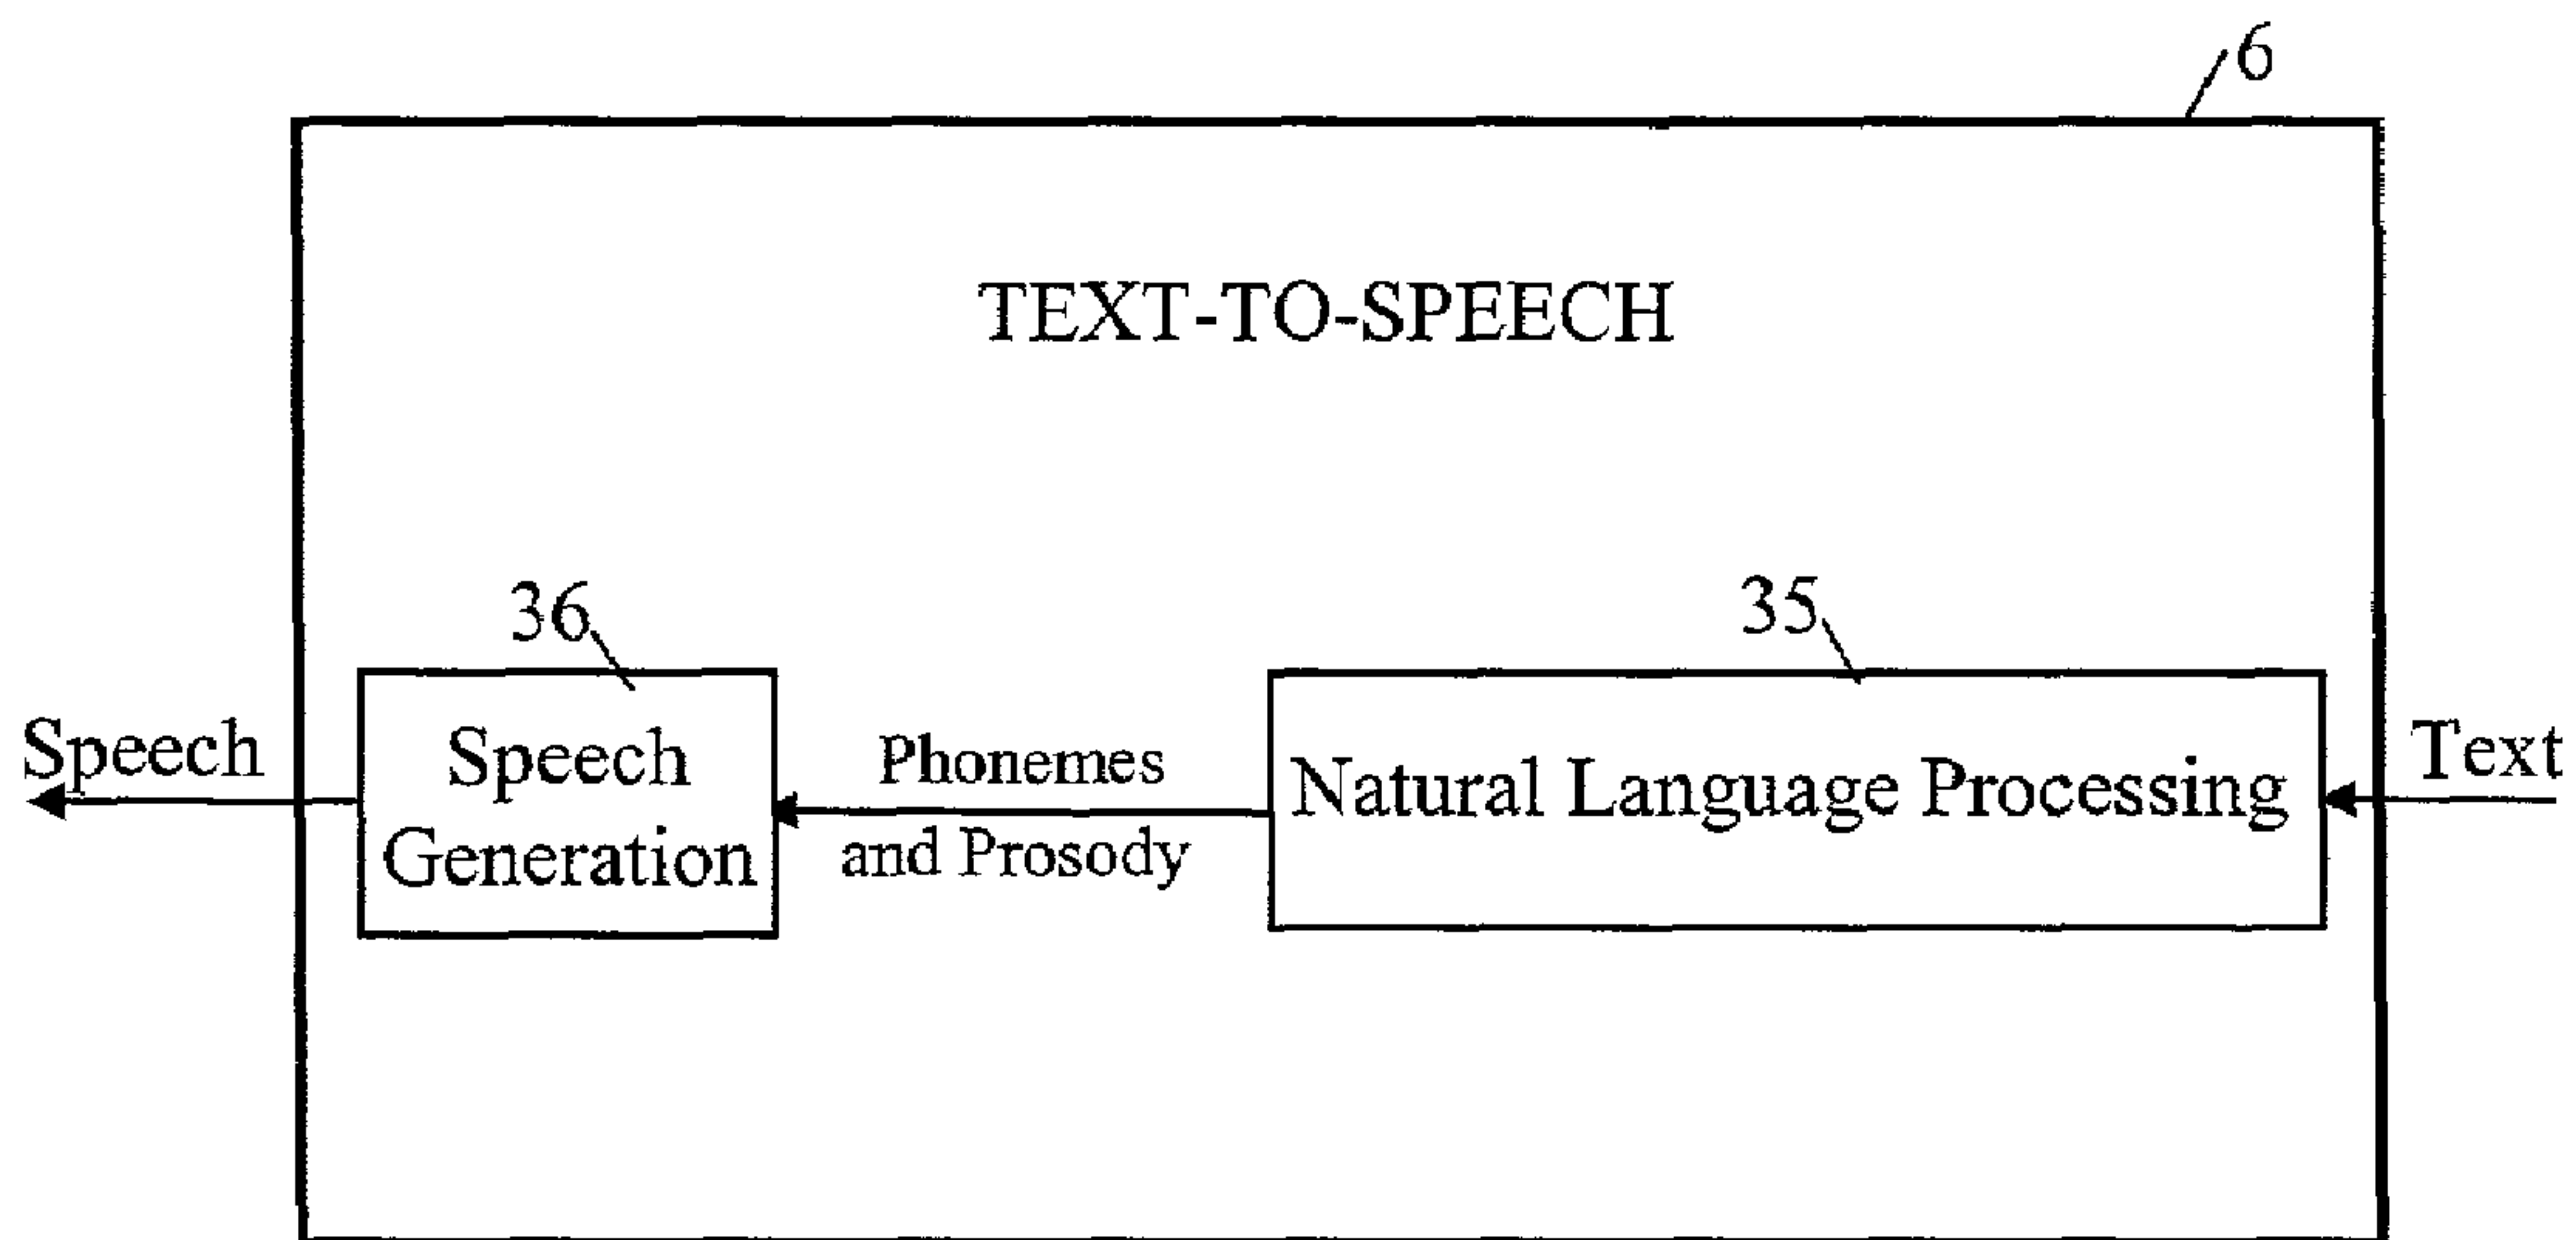 6
TEXT-TO-SPEECH
36
35
Speech
Speech
Generation
Phonemes
and Prosody
Natural Language Processing
Text